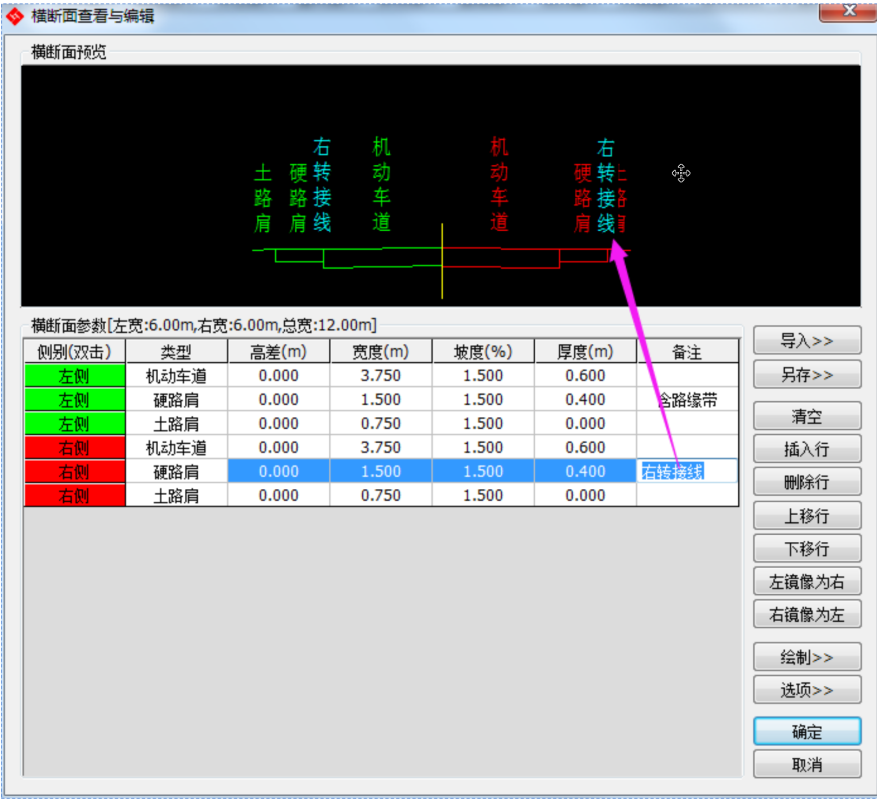 横断面查看与编辑
横断面预览
土路肩
硬路肩
右转接线
机动车道
机动车道
硬路肩
右转接线
土路肩
横断面参数[左宽:6.00m,右宽:6.00m,总宽:12.00m]
侧别(双击) 类型 高差(m) 宽度(m) 坡度(%) 厚度(m) 备注
左侧 机动车道 0.000 3.750 1.500 0.600
左侧 硬路肩 0.000 1.500 1.500 0.400 含路缘带
左侧 土路肩 0.000 0.750 1.500 0.000
右侧 机动车道 0.000 3.750 1.500 0.600
右侧 硬路肩 0.000 1.500 1.500 0.400 右转接线
右侧 土路肩 0.000 0.750 1.500 0.000
导入>>
另存>>
清空
插入行
删除行
上移行
下移行
左镜像为右
右镜像为左
绘制>>
选项>>
确定
取消